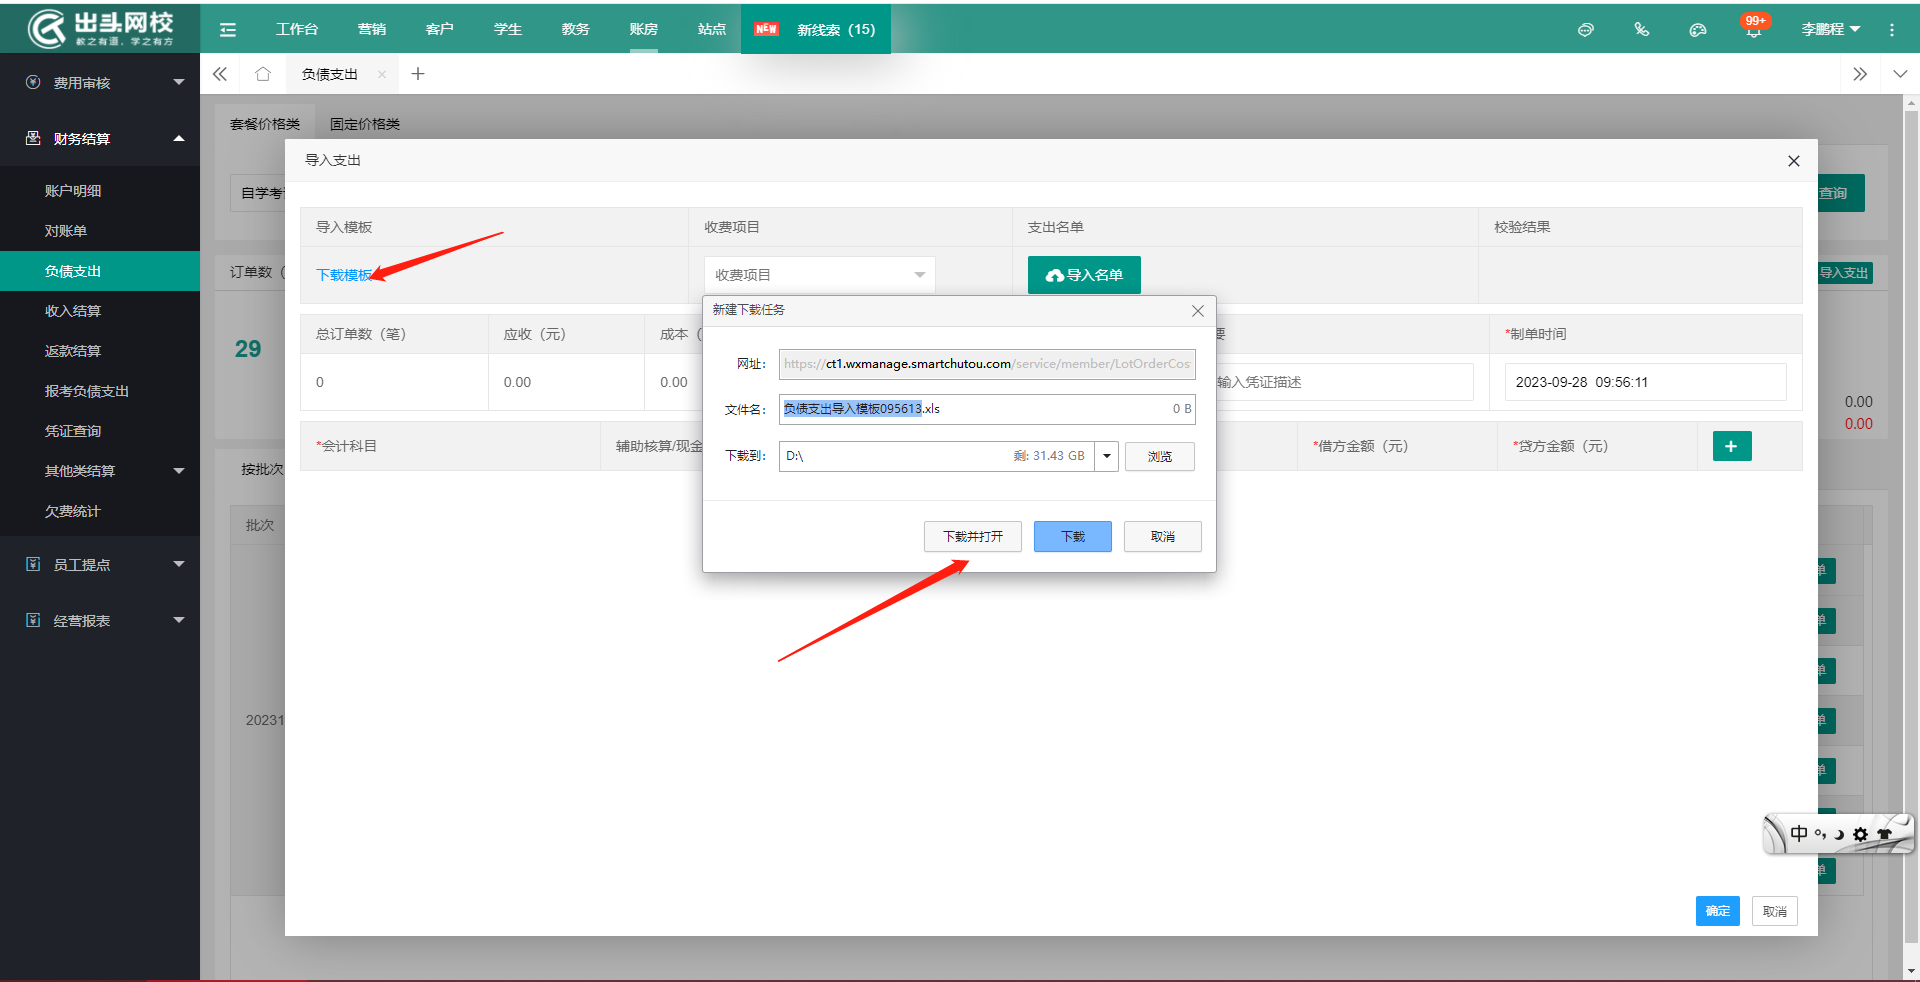 出头网校
教之有道，学之有方
工作台
营销
客户
学生
教务
账房
站点
NEW
新线索（15）
99+
李鹏程
费用审核
财务结算
账户明细
对账单
负债支出
收入结算
返款结算
报考负债支出
凭证查询
其他类结算
欠费统计
员工提点
经营报表
负债支出
套餐价格类
固定价格类
自学考
查询
订单数（
导入支出
29
0.00
0.00
按批次
批次
20231
单
单
单
单
单
单
导入支出
导入模板
收费项目
支出名单
校验结果
下载模板
收费项目
导入名单
总订单数（笔）
应收（元）
成本（
要
*制单时间
0
0.00
0.00
输入凭证描述
2023-09-28 09:56:11
*会计科目
辅助核算/现金
*借方金额（元）
*贷方金额（元）
+
新建下载任务
网址：
https://ct1.wxmanage.smartchutou.com/service/member/LotOrderCos
文件名：
负债支出导入模板095613.xls
0 B
下载到：
D:\
剩: 31.43 GB
浏览
下载并打开
下载
取消
中
确定
取消